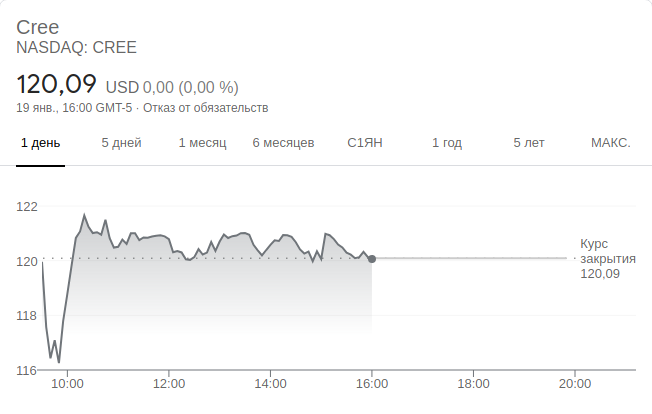 Cree
NASDAQ: CREE
120,09 USD 0,00 (0,00 %)
19 янв., 16:00 GMT-5 · Отказ от обязательств
1 день 5 дней 1 месяц 6 месяцев С1ЯН 1 год 5 лет МАКС.
122
120
118
116
Курс
закрытия
120,09
10:00 12:00 14:00 16:00 18:00 20:00